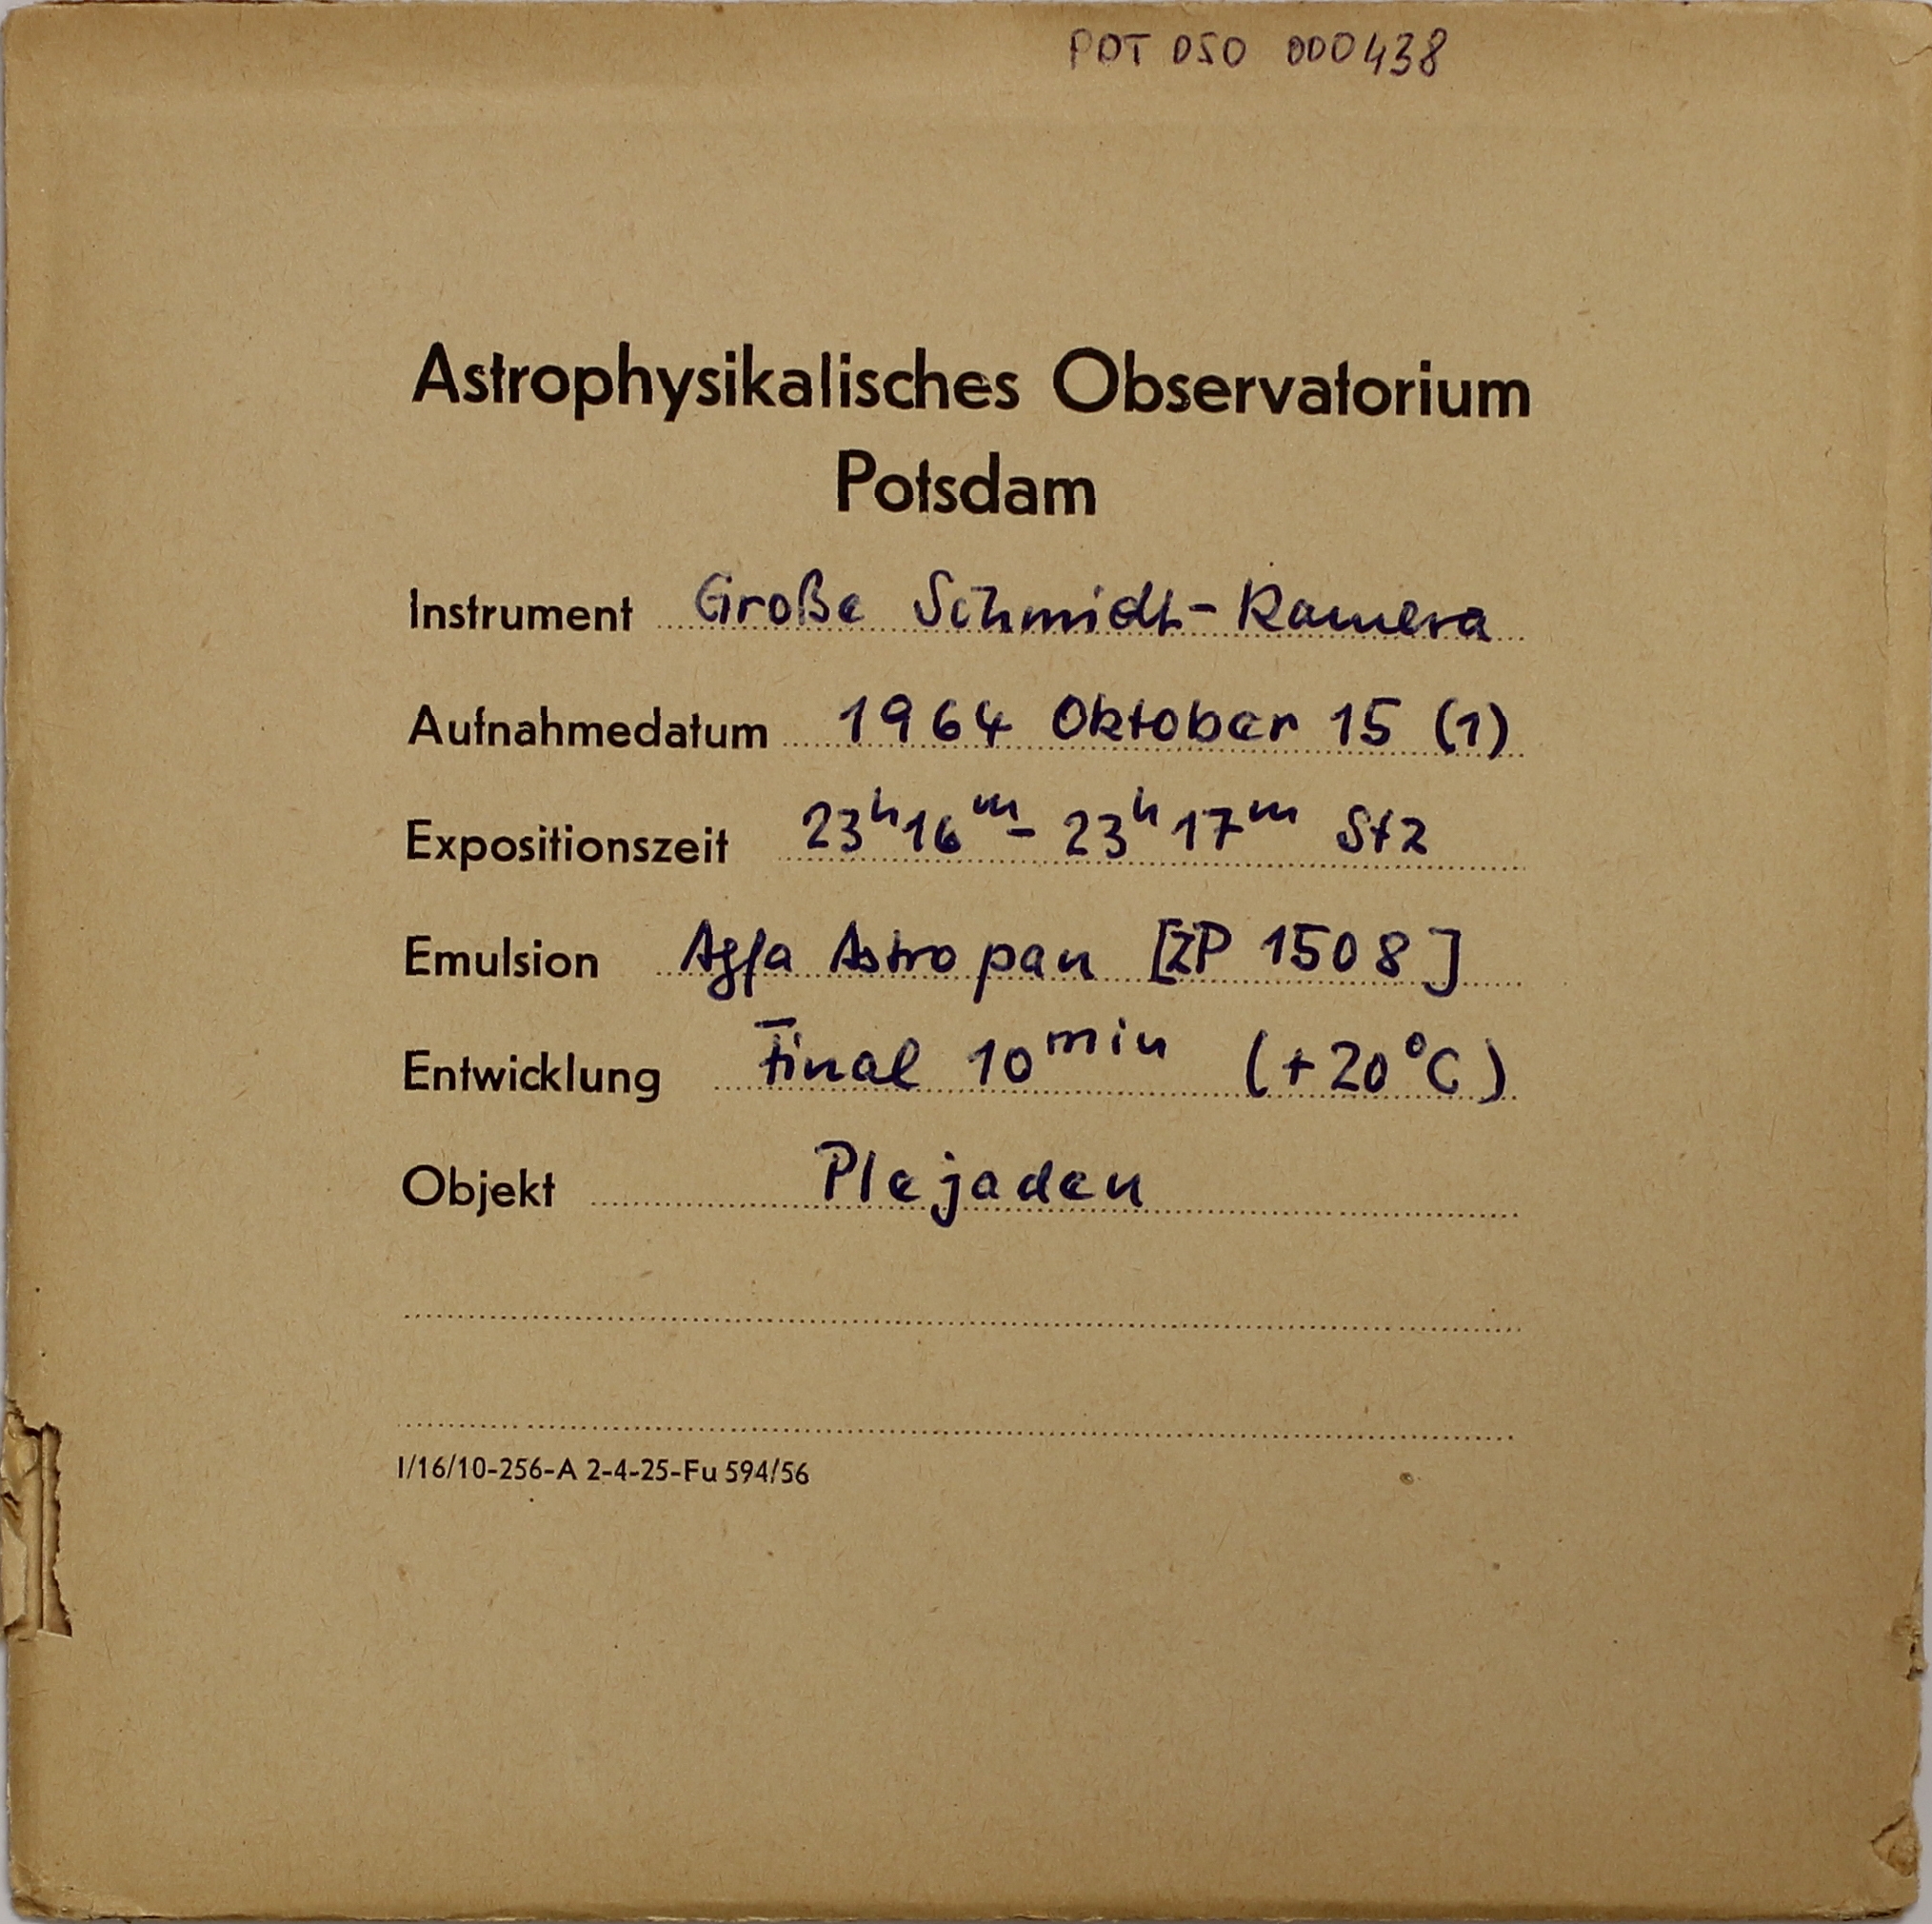 POT 050 000438
Astrophysikalisches Observatorium
Potsdam
Instrument Große Schmidt-Kamera
Aufnahmedatum 1964 Oktober 15 (1)
Expositionszeit 23h16m - 23h17m Stz
Emulsion Agfa Astropan [ZP 1508]
Entwicklung Final 10min (+20°C)
Objekt Plejaden
I/16/10-256-A 2-4-25-Fu 594/56